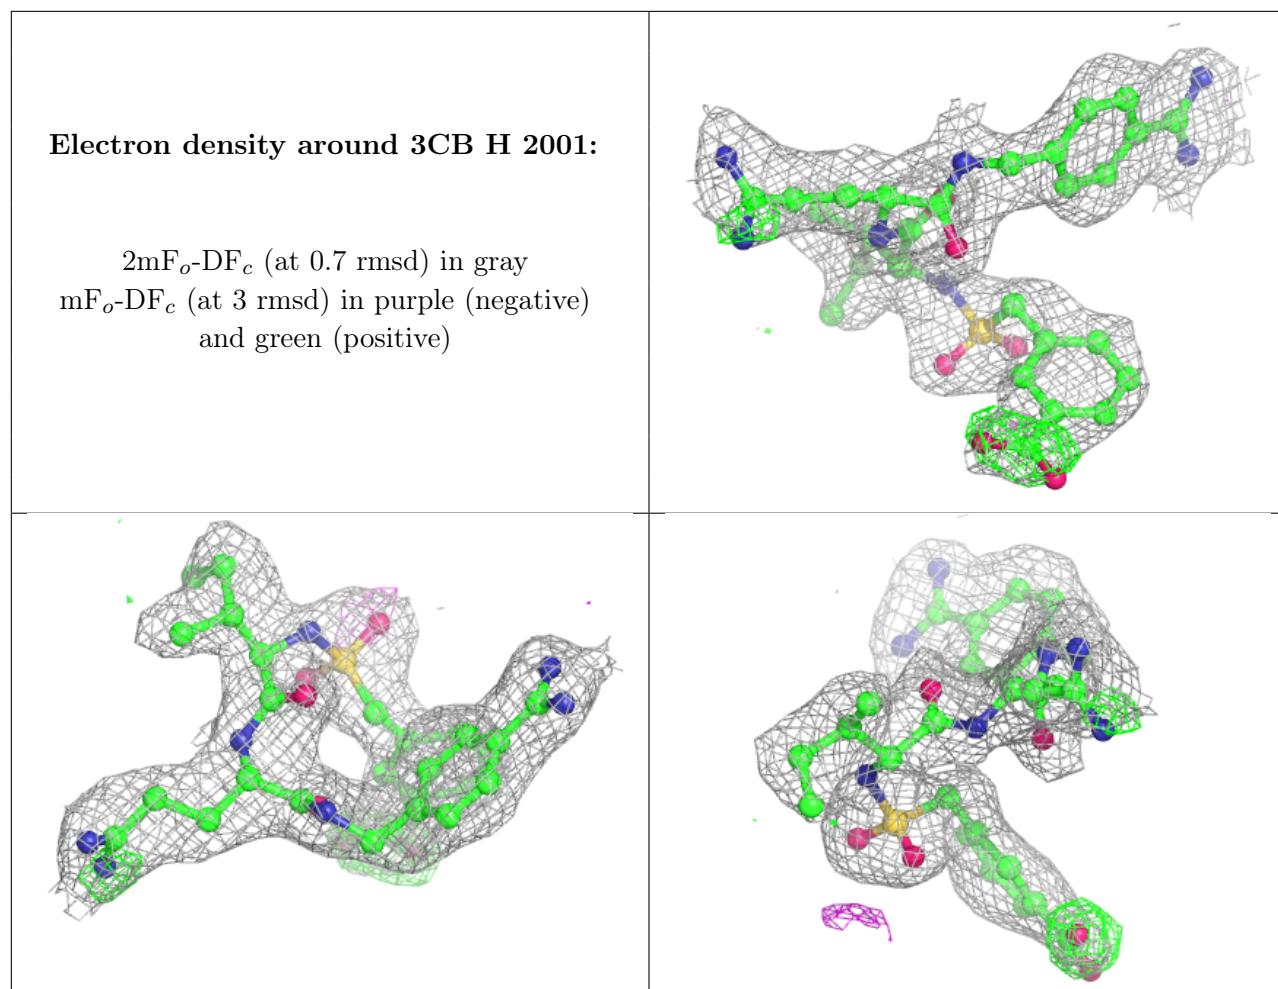 Electron density around 3CB H 2001:
2mFo-DFc (at 0.7 rmsd) in gray
mFo-DFc (at 3 rmsd) in purple (negative)
and green (positive)